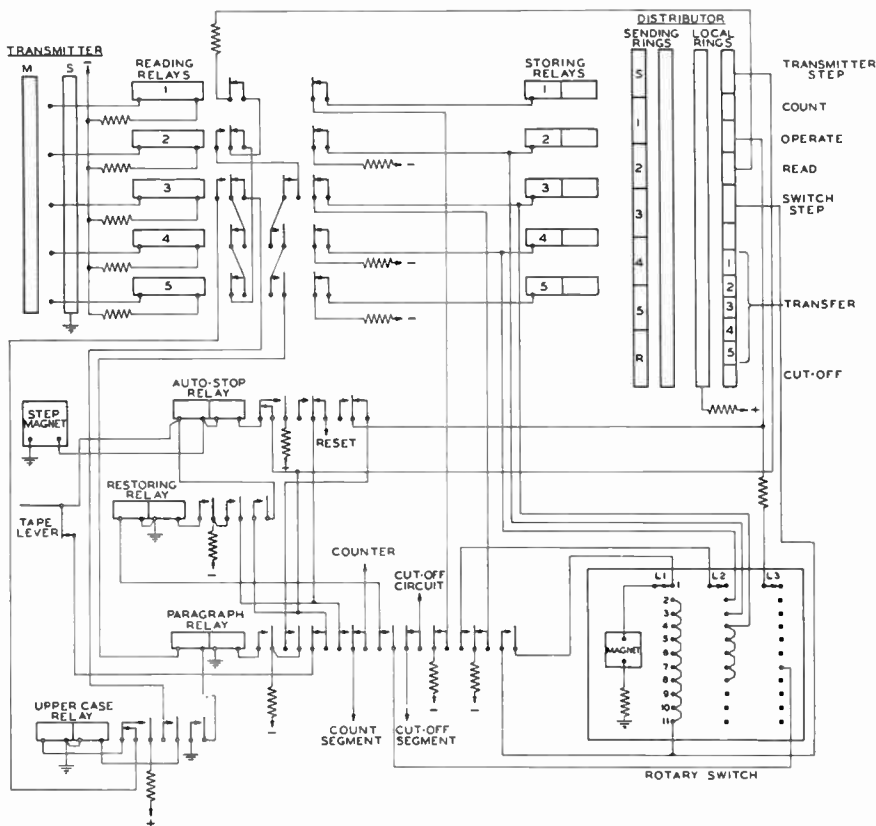 DISTRIBUTOR
SENDING RINGS
LOCAL RINGS
TRANSMITTER
M
S
READING RELAYS
1
2
3
4
5
STORING RELAYS
1
2
3
4
5
S
1
2
3
4
5
R
1
2
3
4
5
TRANSMITTER STEP
COUNT
OPERATE
READ
SWITCH STEP
TRANSFER
CUT-OFF
AUTO-STOP RELAY
STEP MAGNET
RESET
RESTORING RELAY
TAPE LEVER
COUNTER
CUT-OFF CIRCUIT
PARAGRAPH RELAY
UPPER CASE RELAY
COUNT SEGMENT
CUT-OFF SEGMENT
L1
L2
L3
1
2
3
4
5
6
7
8
9
10
11
MAGNET
ROTARY SWITCH